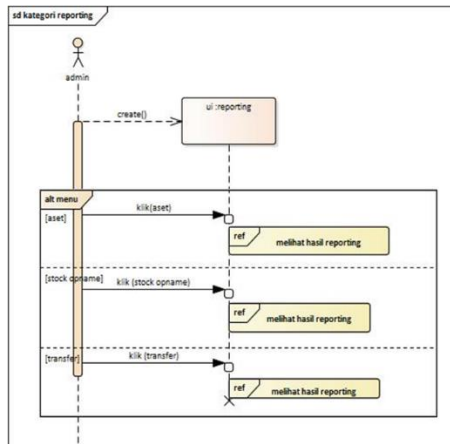 sd kategori reporting
admin
create()
ui :reporting
alt menu
[aset]
klik(aset)
ref
melihat hasil reporting
[stock opname]
klik (stock opname)
ref
melihat hasil reporting
[transfer]
klik (transfer)
ref
melihat hasil reporting